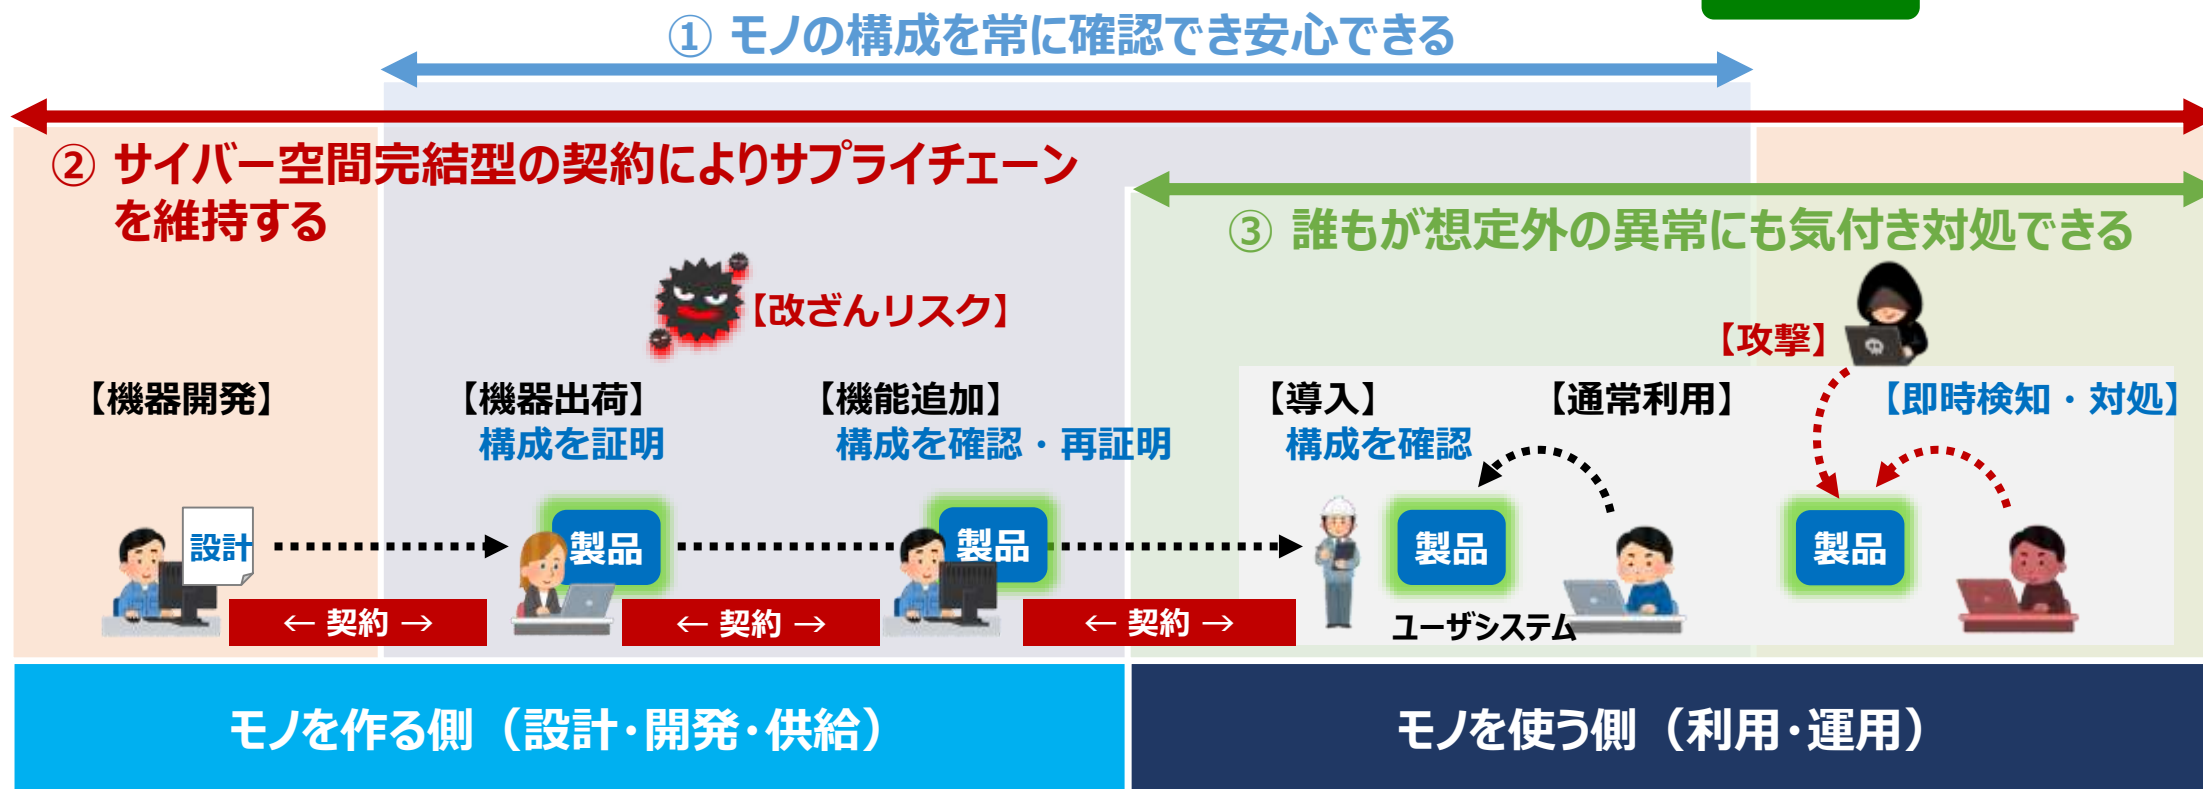 ① モノの構成を常に確認でき安心できる
② サイバー空間完結型の契約によりサプライチェーン
を維持する
③ 誰もが想定外の異常にも気付き対処できる
【改ざんリスク】
【攻撃】
【機器開発】
【機器出荷】
構成を証明
【機能追加】
構成を確認・再証明
【導入】
構成を確認
【通常利用】
【即時検知・対処】
設計
製品
製品
製品
製品
← 契約 →
← 契約 →
← 契約 →
ユーザシステム
モノを作る側（設計・開発・供給）
モノを使う側（利用・運用）